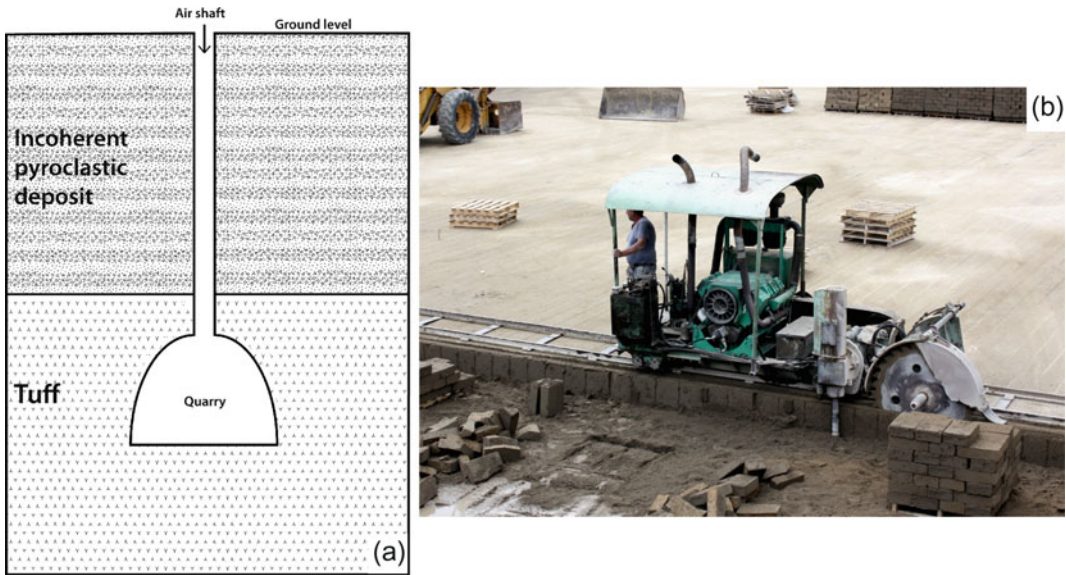 Air shaft
Ground level
Incoherent
pyroclastic
deposit
Tuff
Quarry
(a)
(b)